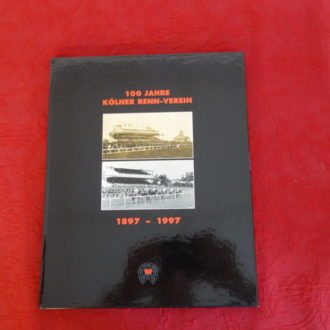 100 JAHRE
KÖLNER RENN-VEREIN
1897 - 1997